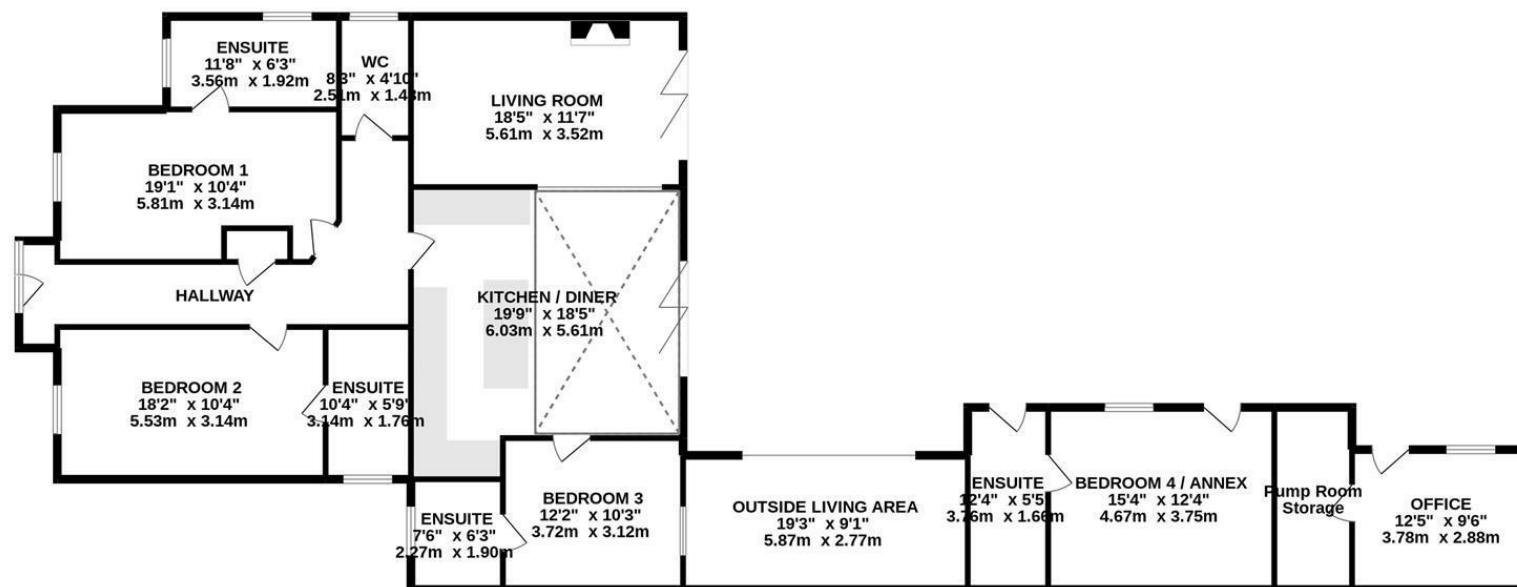 ENSUITE
11'8" x 6'3"
3.56m x 1.92m
WC
8'3" x 4'10"
2.51m x 1.43m
LIVING ROOM
18'5" x 11'7"
5.61m x 3.52m
BEDROOM 1
19'1" x 10'4"
5.81m x 3.14m
HALLWAY
KITCHEN / DINER
19'9" x 18'5"
6.03m x 5.61m
BEDROOM 2
18'2" x 10'4"
5.53m x 3.14m
ENSUITE
10'4" x 5'9"
3.14m x 1.76m
ENSUITE
7'6" x 6'3"
2.27m x 1.90m
BEDROOM 3
12'2" x 10'3"
3.72m x 3.12m
OUTSIDE LIVING AREA
19'3" x 9'1"
5.87m x 2.77m
ENSUITE
12'4" x 5'5
3.76m x 1.66m
BEDROOM 4 / ANNEX
15'4" x 12'4"
4.67m x 3.75m
Pump Room
Storage
OFFICE
12'5" x 9'6"
3.78m x 2.88m